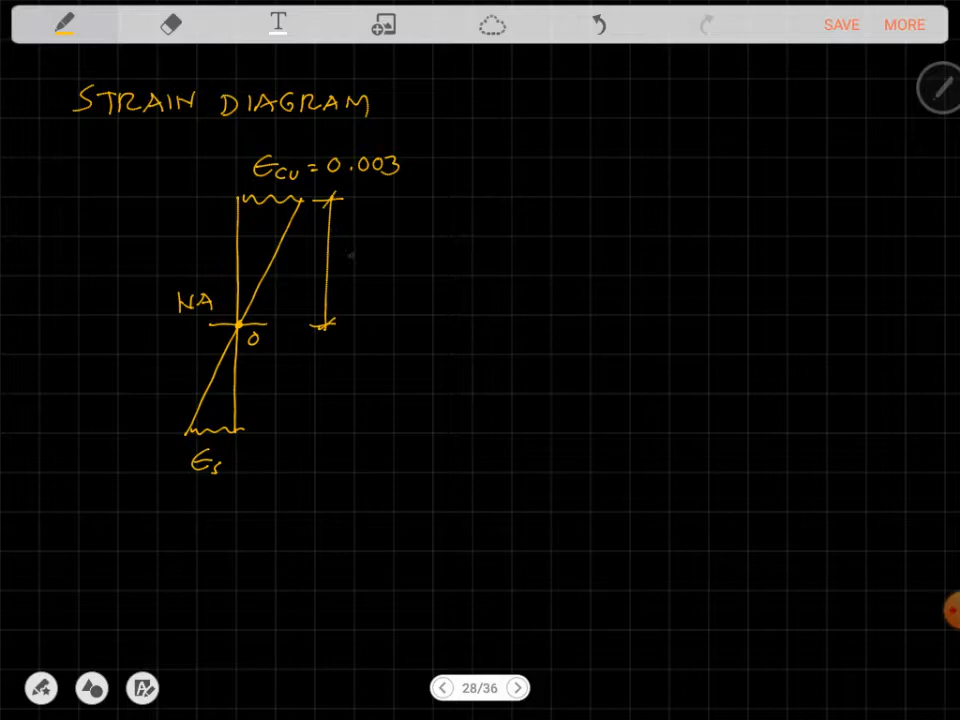 SAVE MORE
STRAIN DIAGRAM
ϵcu = 0.003
NA
0
ϵs
28/36